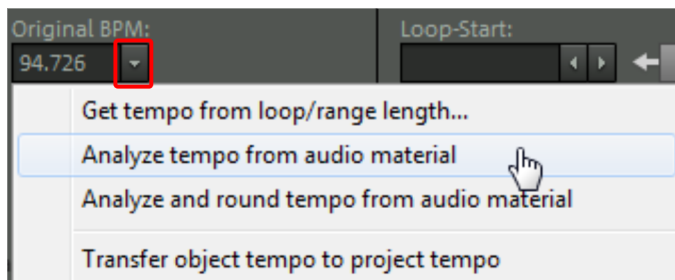 Original BPM:
Loop-Start:
94.726
Get tempo from loop/range length...
Analyze tempo from audio material
Analyze and round tempo from audio material
Transfer object tempo to project tempo